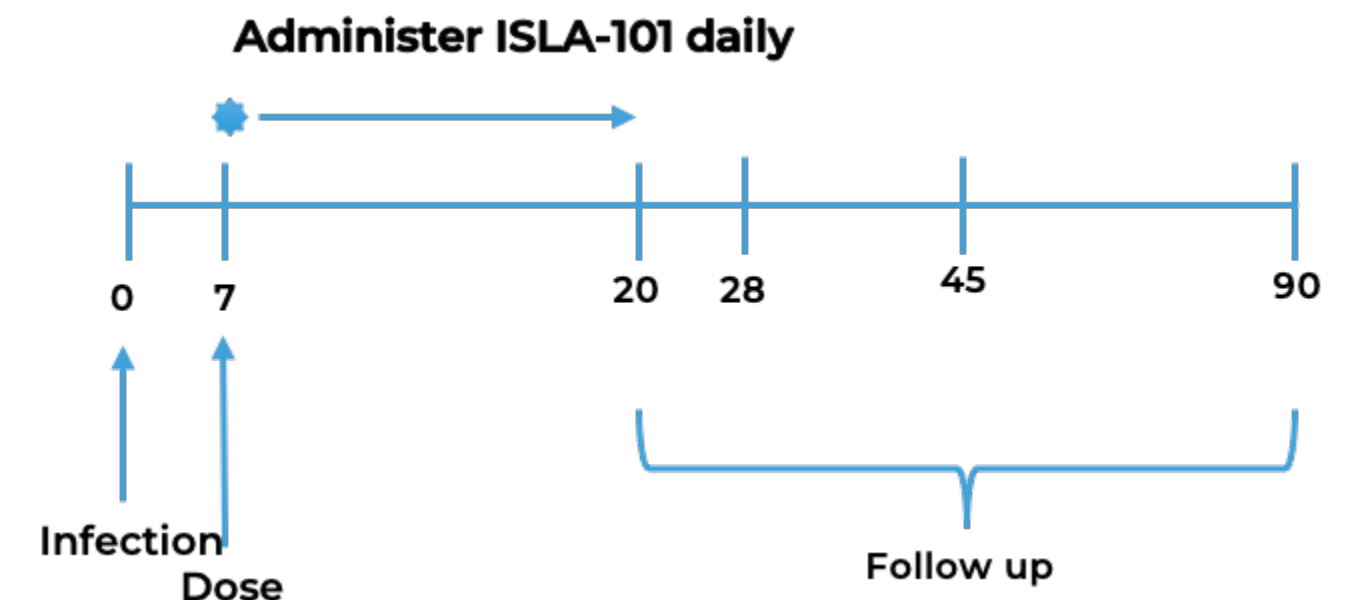 Administer ISLA-101 daily
0 7 20 28 45 90
Infection
Dose
Follow up